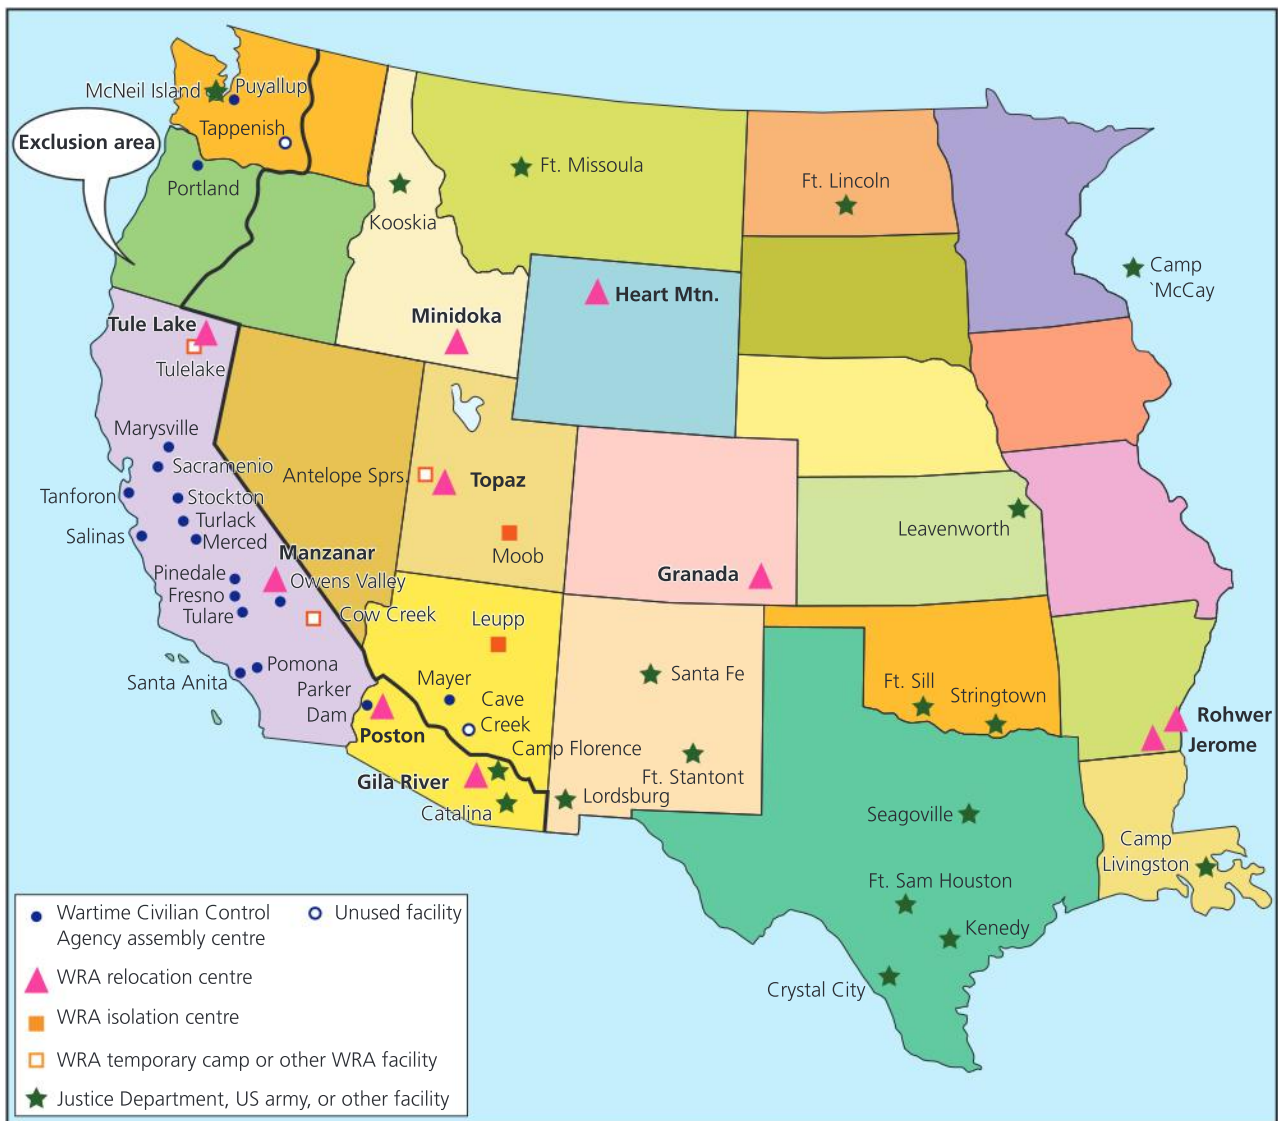 McNeil Island
Puyallup
Tappenish
Exclusion area
Portland
Kooskia
Ft. Missoula
Ft. Lincoln
Camp
`McCay
Heart Mtn.
Minidoka
Tule Lake
Tulelake
Marysville
Sacramenio
Tanforon
Stockton
Turlack
Salinas
Merced
Antelope Sprs.
Topaz
Moob
Leavenworth
Granada
Manzanar
Pinedale
Owens Valley
Fresno
Tulare
Cow Creek
Leupp
Pomona
Santa Anita
Parker
Dam
Mayer
Cave
Creek
Santa Fe
Ft. Sill
Stringtown
Rohwer
Jerome
Poston
Camp Florence
Gila River
Ft. Stantont
Lordsburg
Catalina
Seagoville
Camp
Livingston
Ft. Sam Houston
Kenedy
Crystal City
Wartime Civilian Control
Agency assembly centre
Unused facility
WRA relocation centre
WRA isolation centre
WRA temporary camp or other WRA facility
Justice Department, US army, or other facility